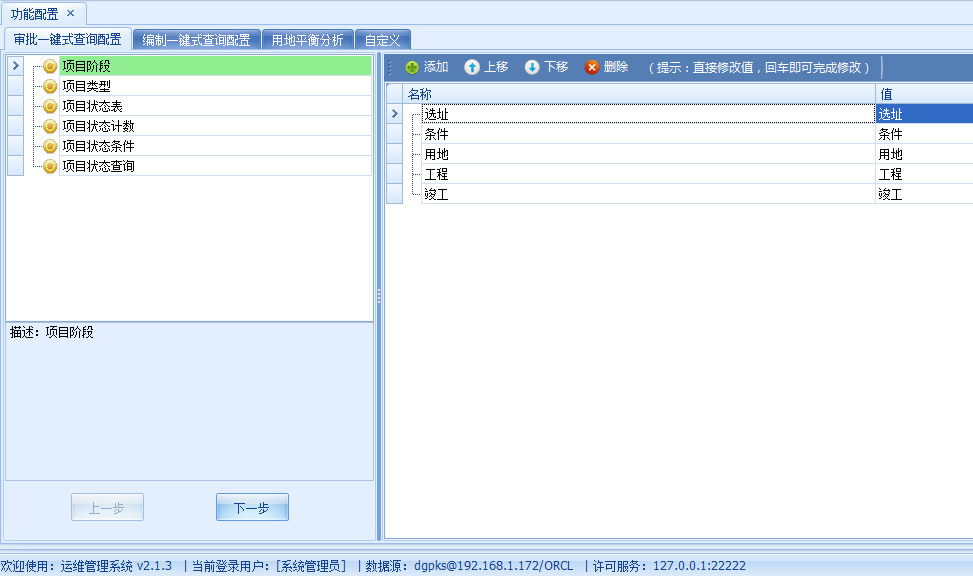 功能配置 ×
审批一键式查询配置 编制一键式查询配置 用地平衡分析 自定义
项目阶段
项目类型
项目状态表
项目状态计数
项目状态条件
项目状态查询
描述：项目阶段
上一步 下一步
添加 上移 下移 删除 （提示：直接修改值，回车即可完成修改）
名称 值
选址 选址
条件 条件
用地 用地
工程 工程
竣工 竣工
欢迎使用：运维管理系统 v2.1.3 | 当前登录用户：[系统管理员] | 数据源：dgpks@192.168.1.172/ORCL | 许可服务：127.0.0.1:22222